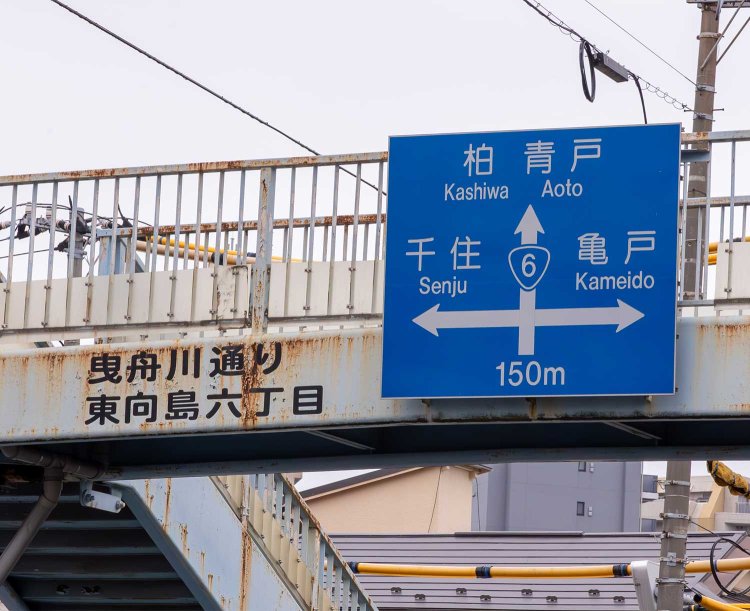 柏 青戸
Kashiwa Aoto
千住 亀戸
Senju Kameido
6
150m
曳舟川通り
東向島六丁目